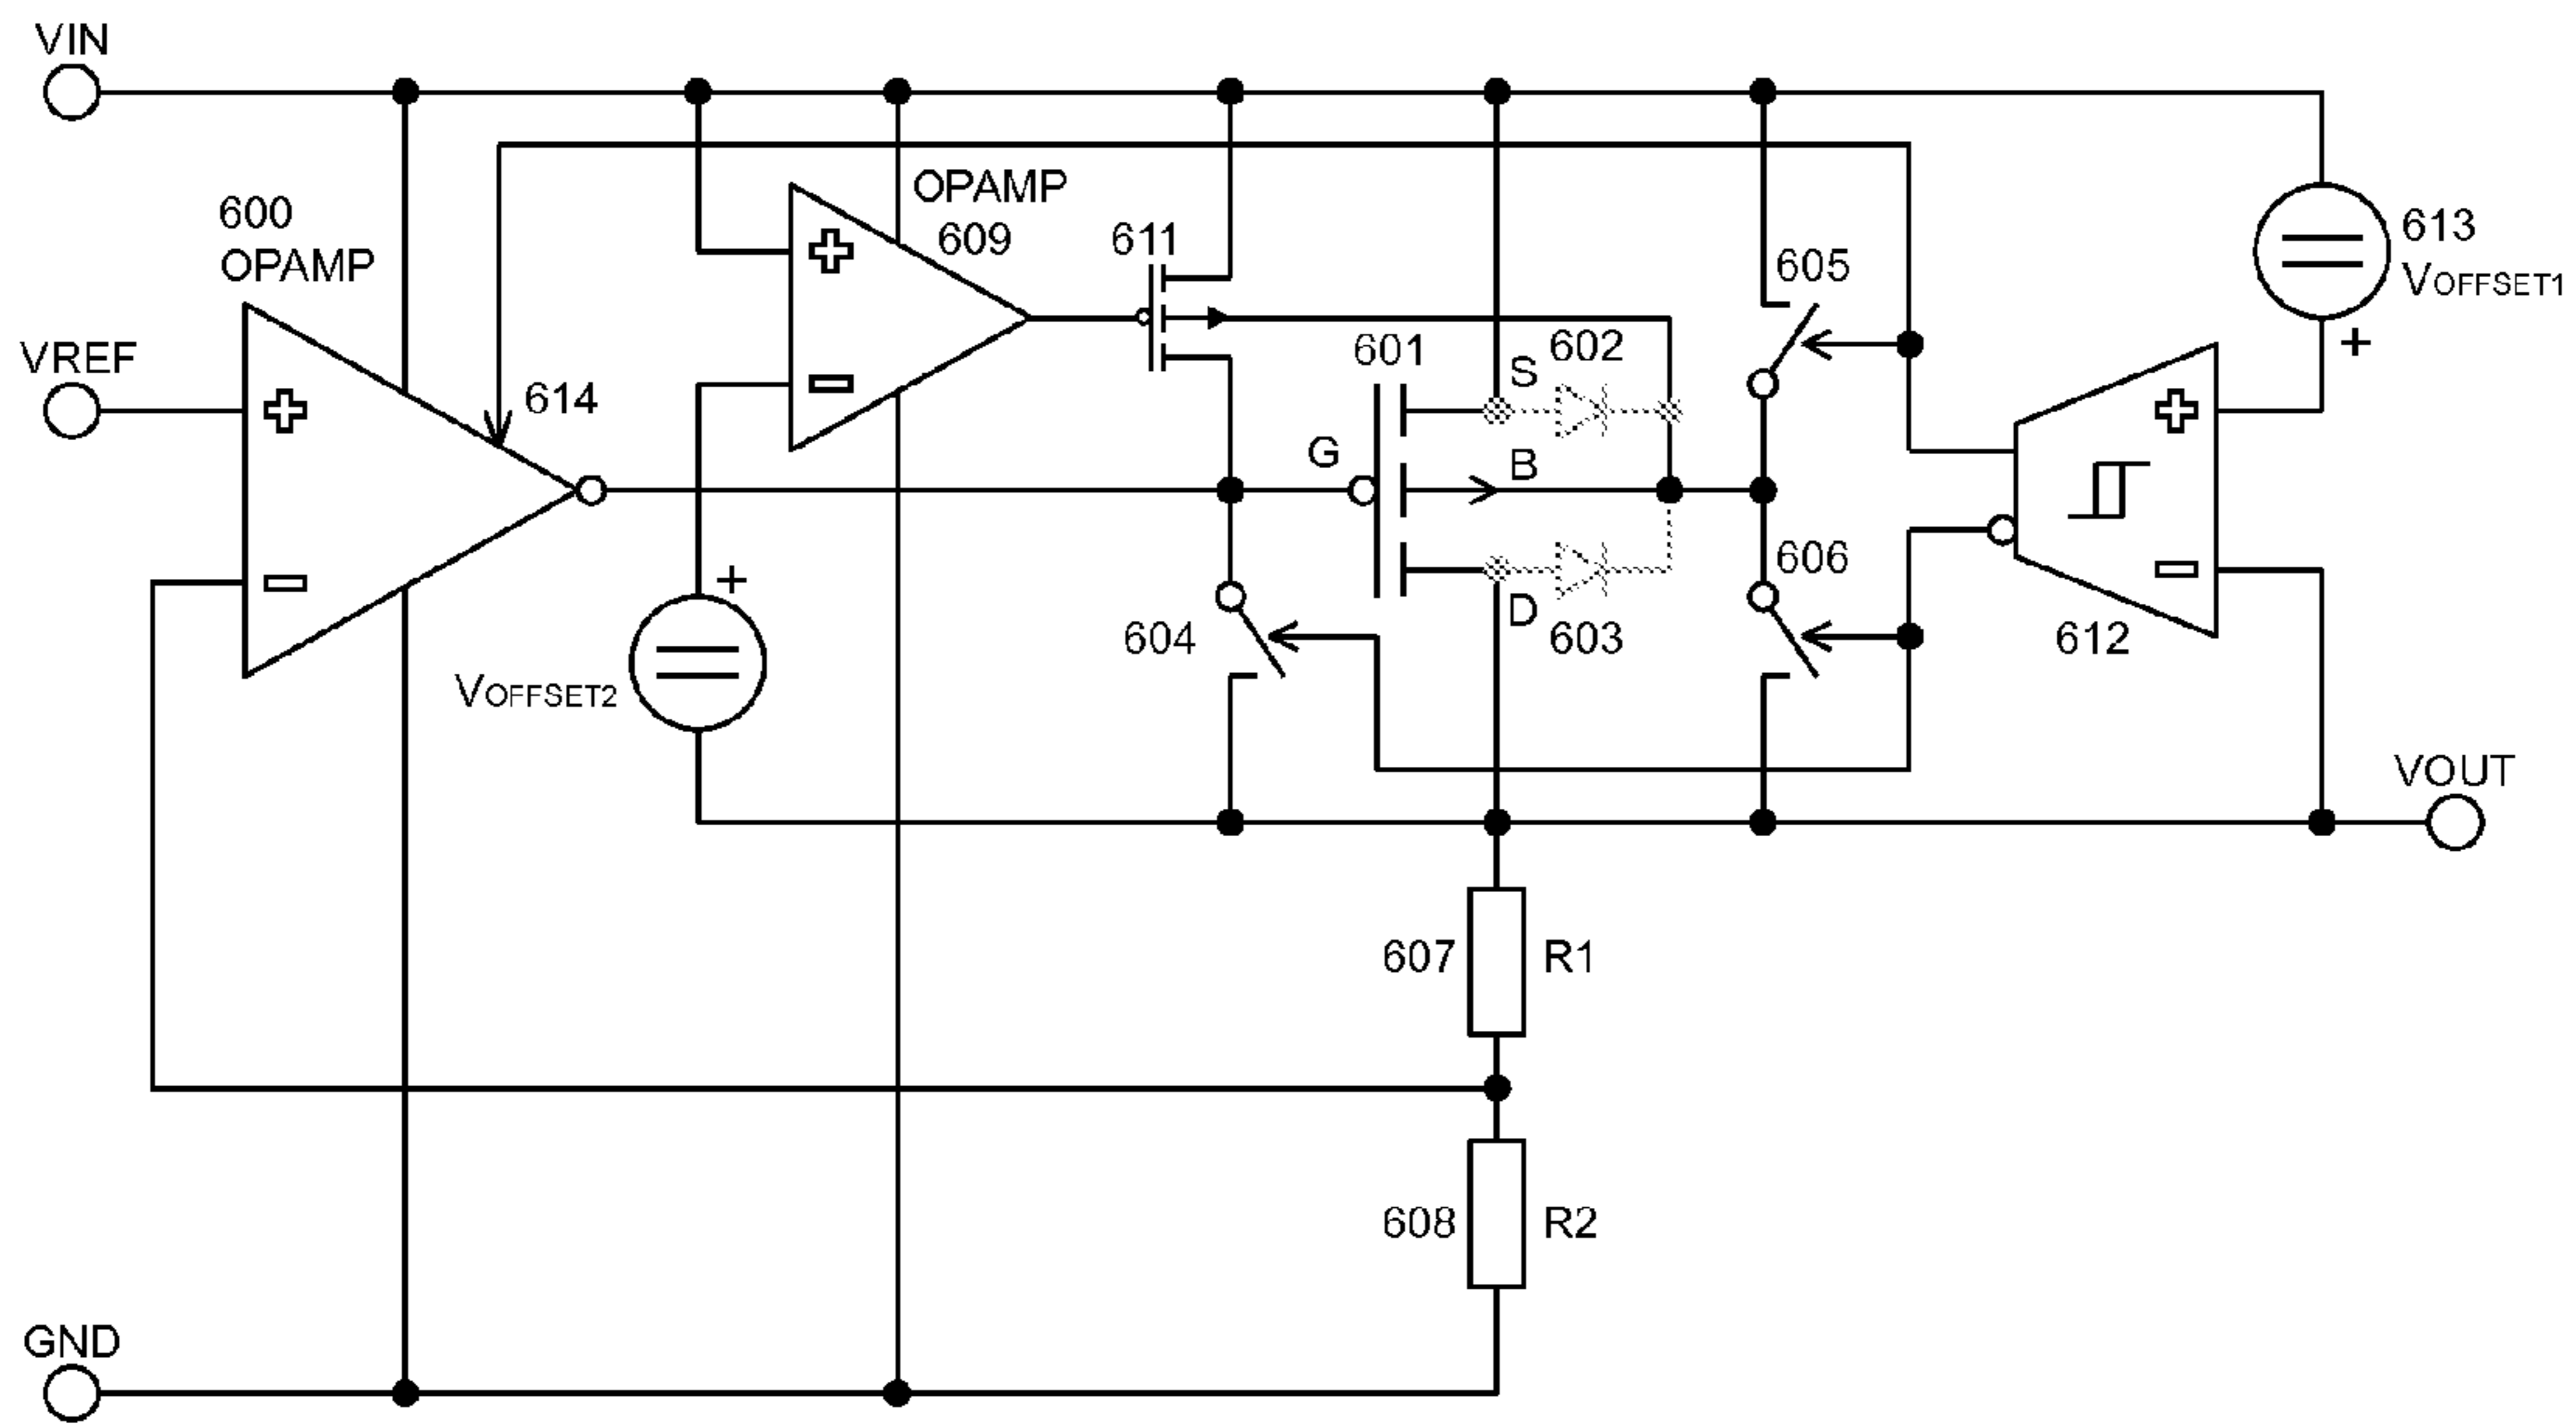 VIN
OPAMP
609
600
OPAMP
611
613
VOFFSET1
605
VREF
614
601
S
602
G
B
+
VOFFSET2
604
D
603
606
612
+
VOUT
607
R1
608
R2
GND